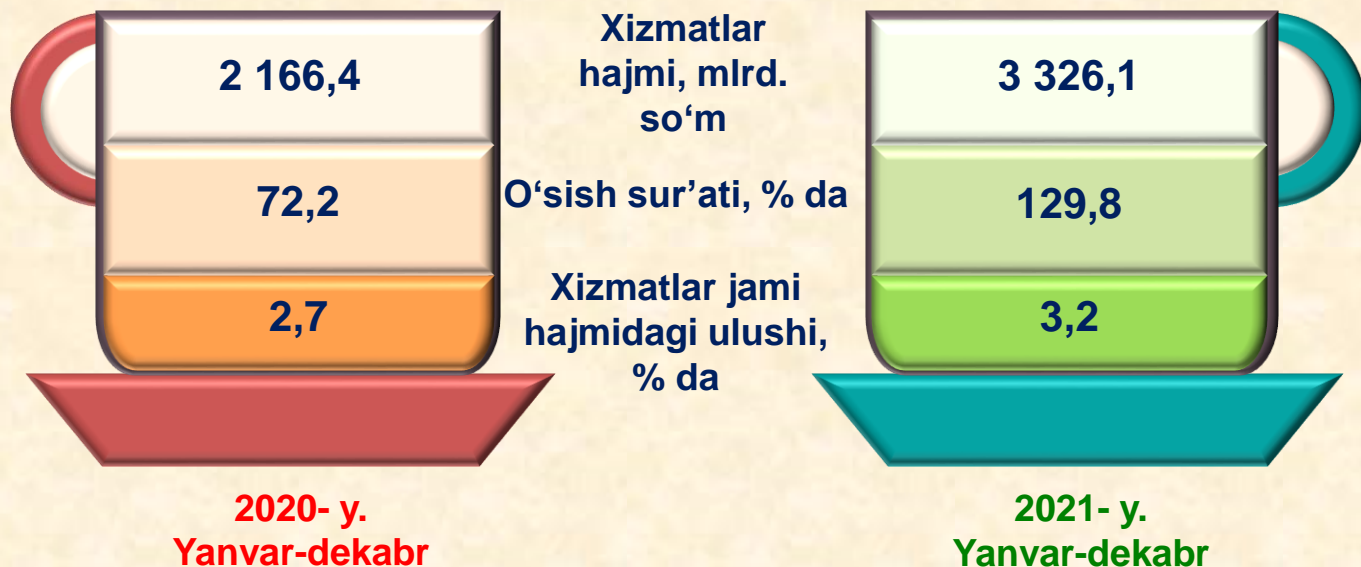 2 166,4
72,2
2,7
Xizmatlar
hajmi, mlrd.
so‘m
O‘sish sur’ati, % da
Xizmatlar jami
hajmidagi ulushi,
% da
3 326,1
129,8
3,2
2020- y.
Yanvar-dekabr
2021- y.
Yanvar-dekabr